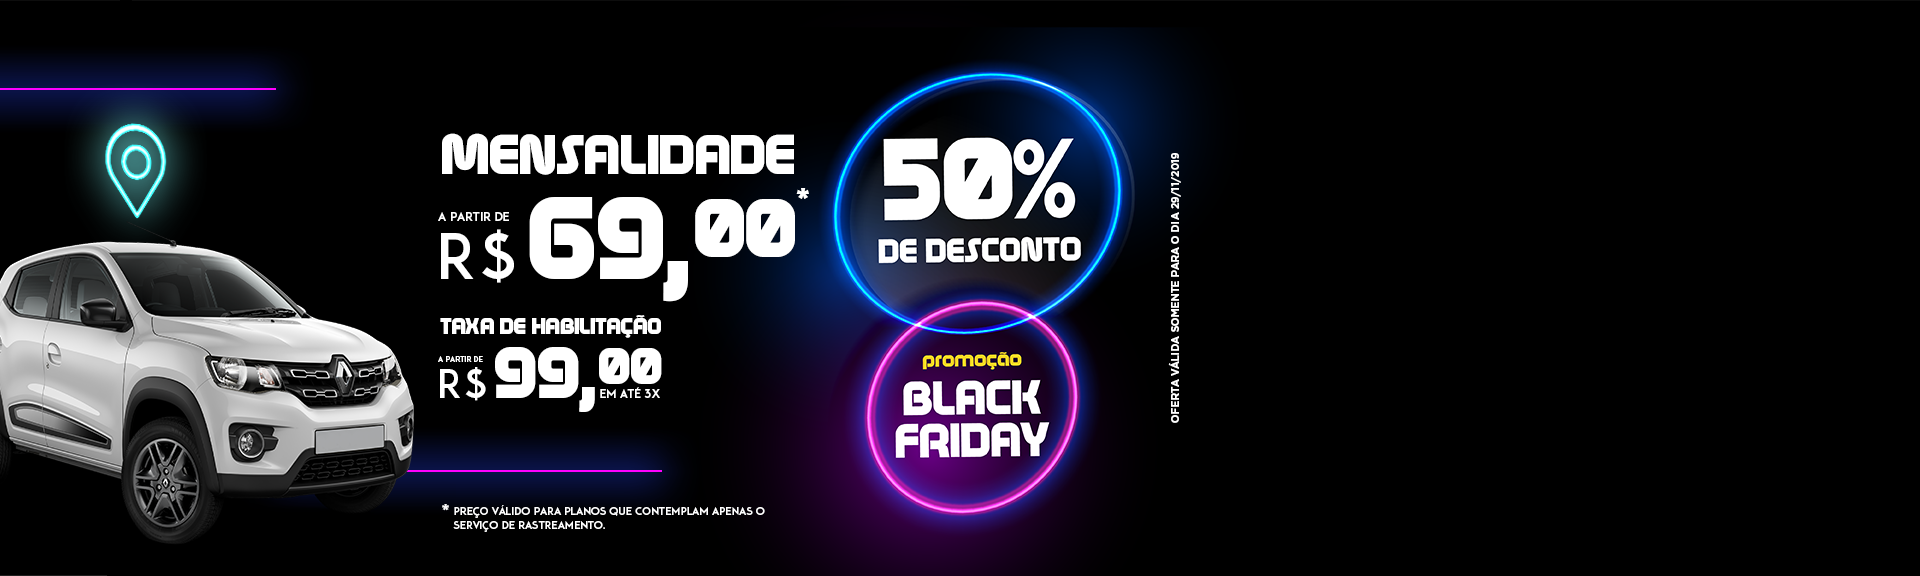 MENSALIDADE
A PARTIR DE
R$ 69,00*
TAXA DE HABILITAÇÃO
A PARTIR DE
R$ 99,00
EM ATÉ 3X
* PREÇO VÁLIDO PARA PLANOS QUE CONTEMPLAM APENAS O
SERVIÇO DE RASTREAMENTO.
50%
DE DESCONTO
promoção
BLACK
FRIDAY
OFERTA VÁLIDA SOMENTE PARA O DIA 29/11/2019